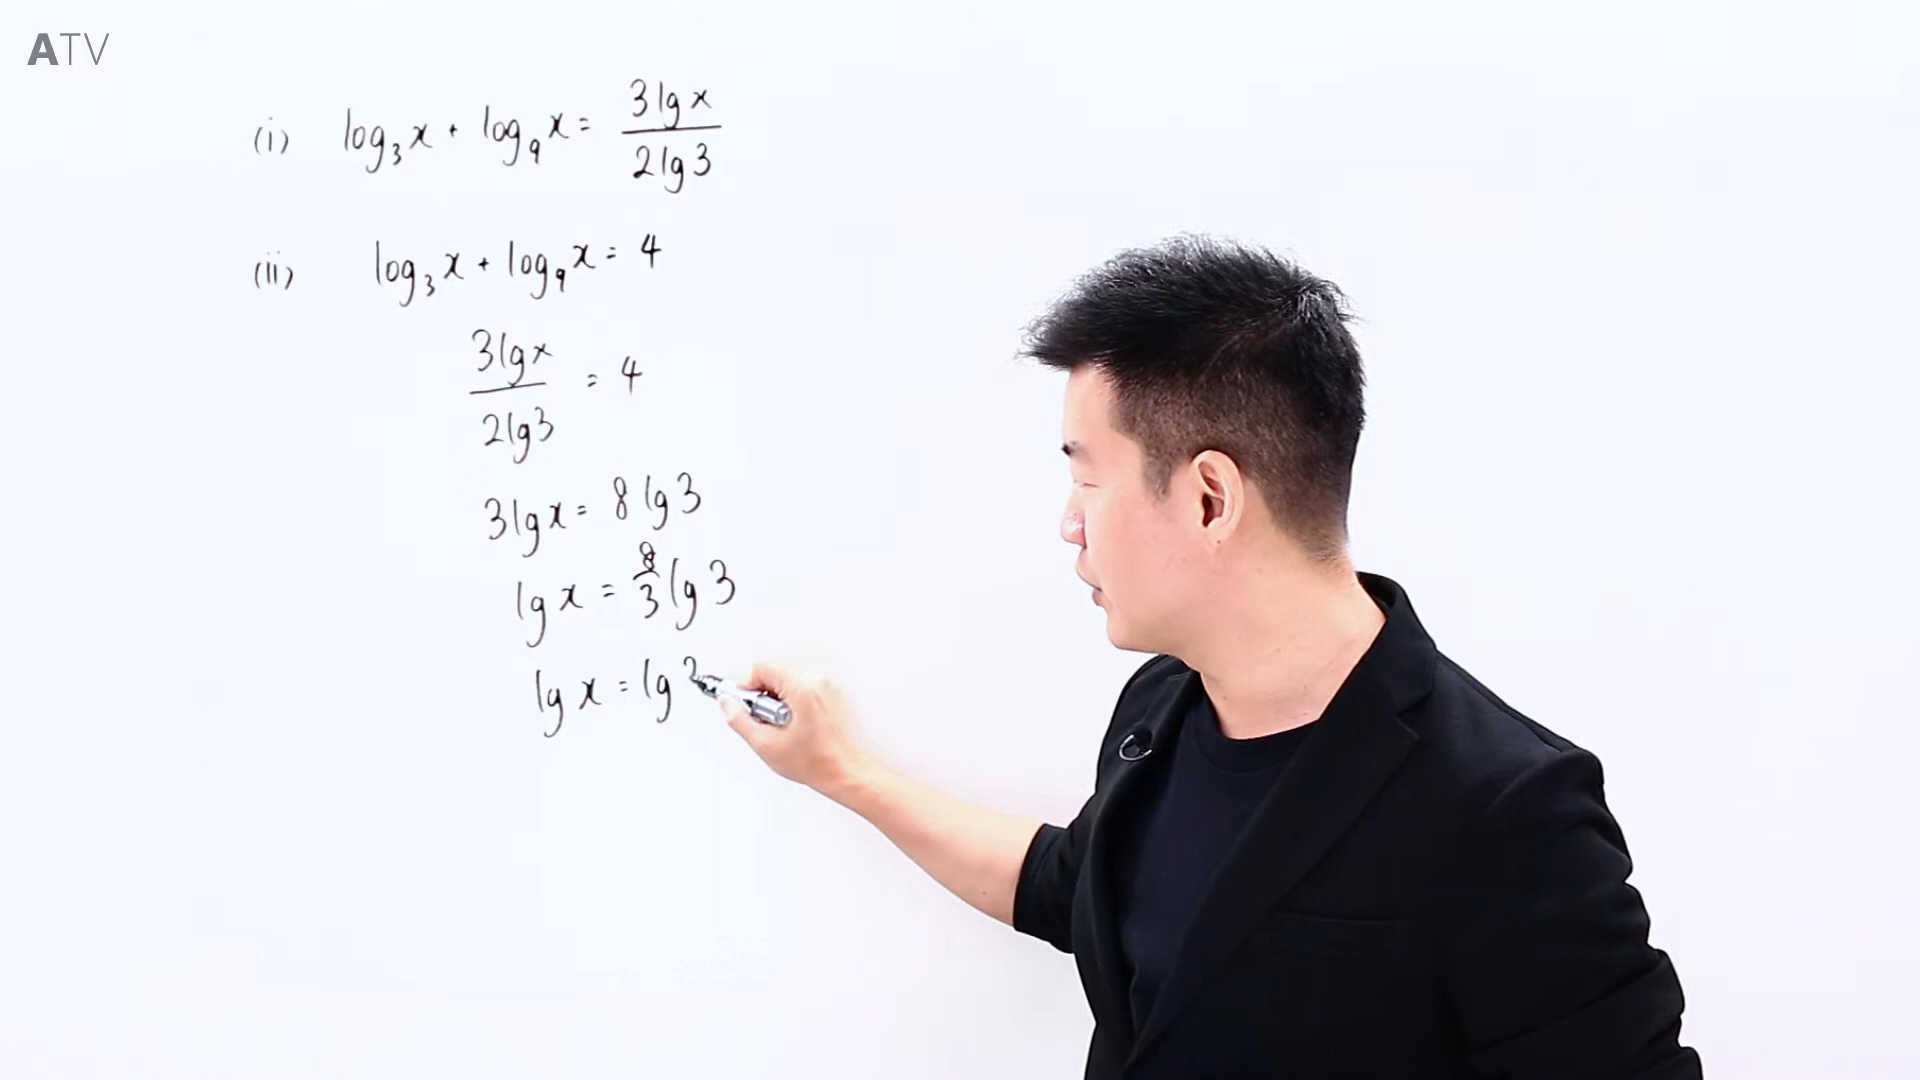 ATV
(i) log₃x + log₉x = 3lgx / 2lg3
(ii) log₃x + log₉x = 4
3lgx / 2lg3 = 4
3lgx = 8lg3
lgx = 8/3 lg3
lgx = lg